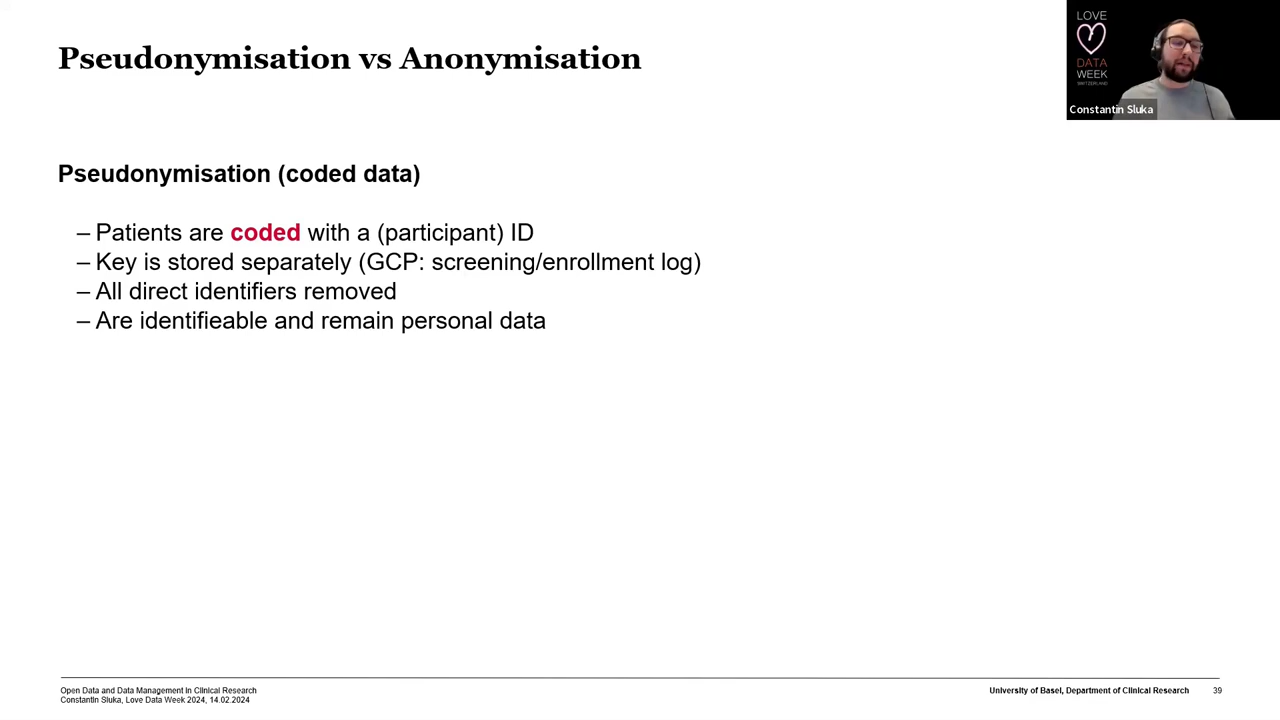 Pseudonymisation vs Anonymisation
LOVE
DATA
WEEK
SWITZERLAND
Constantin Sluka
Pseudonymisation (coded data)
– Patients are coded with a (participant) ID
– Key is stored separately (GCP: screening/enrollment log)
– All direct identifiers removed
– Are identifieable and remain personal data
Open Data and Data Management in Clinical Research
Constantin Sluka, Love Data Week 2024, 14.02.2024
University of Basel, Department of Clinical Research 39